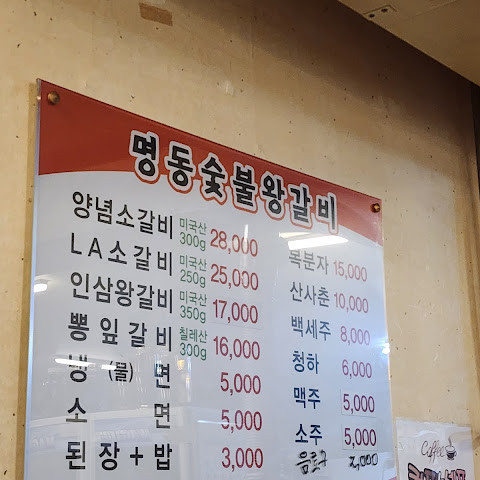 명동숯불왕갈비
양념소갈비 미국산 300g 28,000
LA소갈비 미국산 250g 25,000
인삼왕갈비 미국산 350g 17,000
뽕잎갈비 칠레산 300g 16,000
냉 (물) 면 5,000
소 면 5,000
된장+밥 3,000
복분자 15,000
산사춘 10,000
백세주 8,000
청하 6,000
맥주 5,000
소주 5,000
음료수 2,000
Coffee